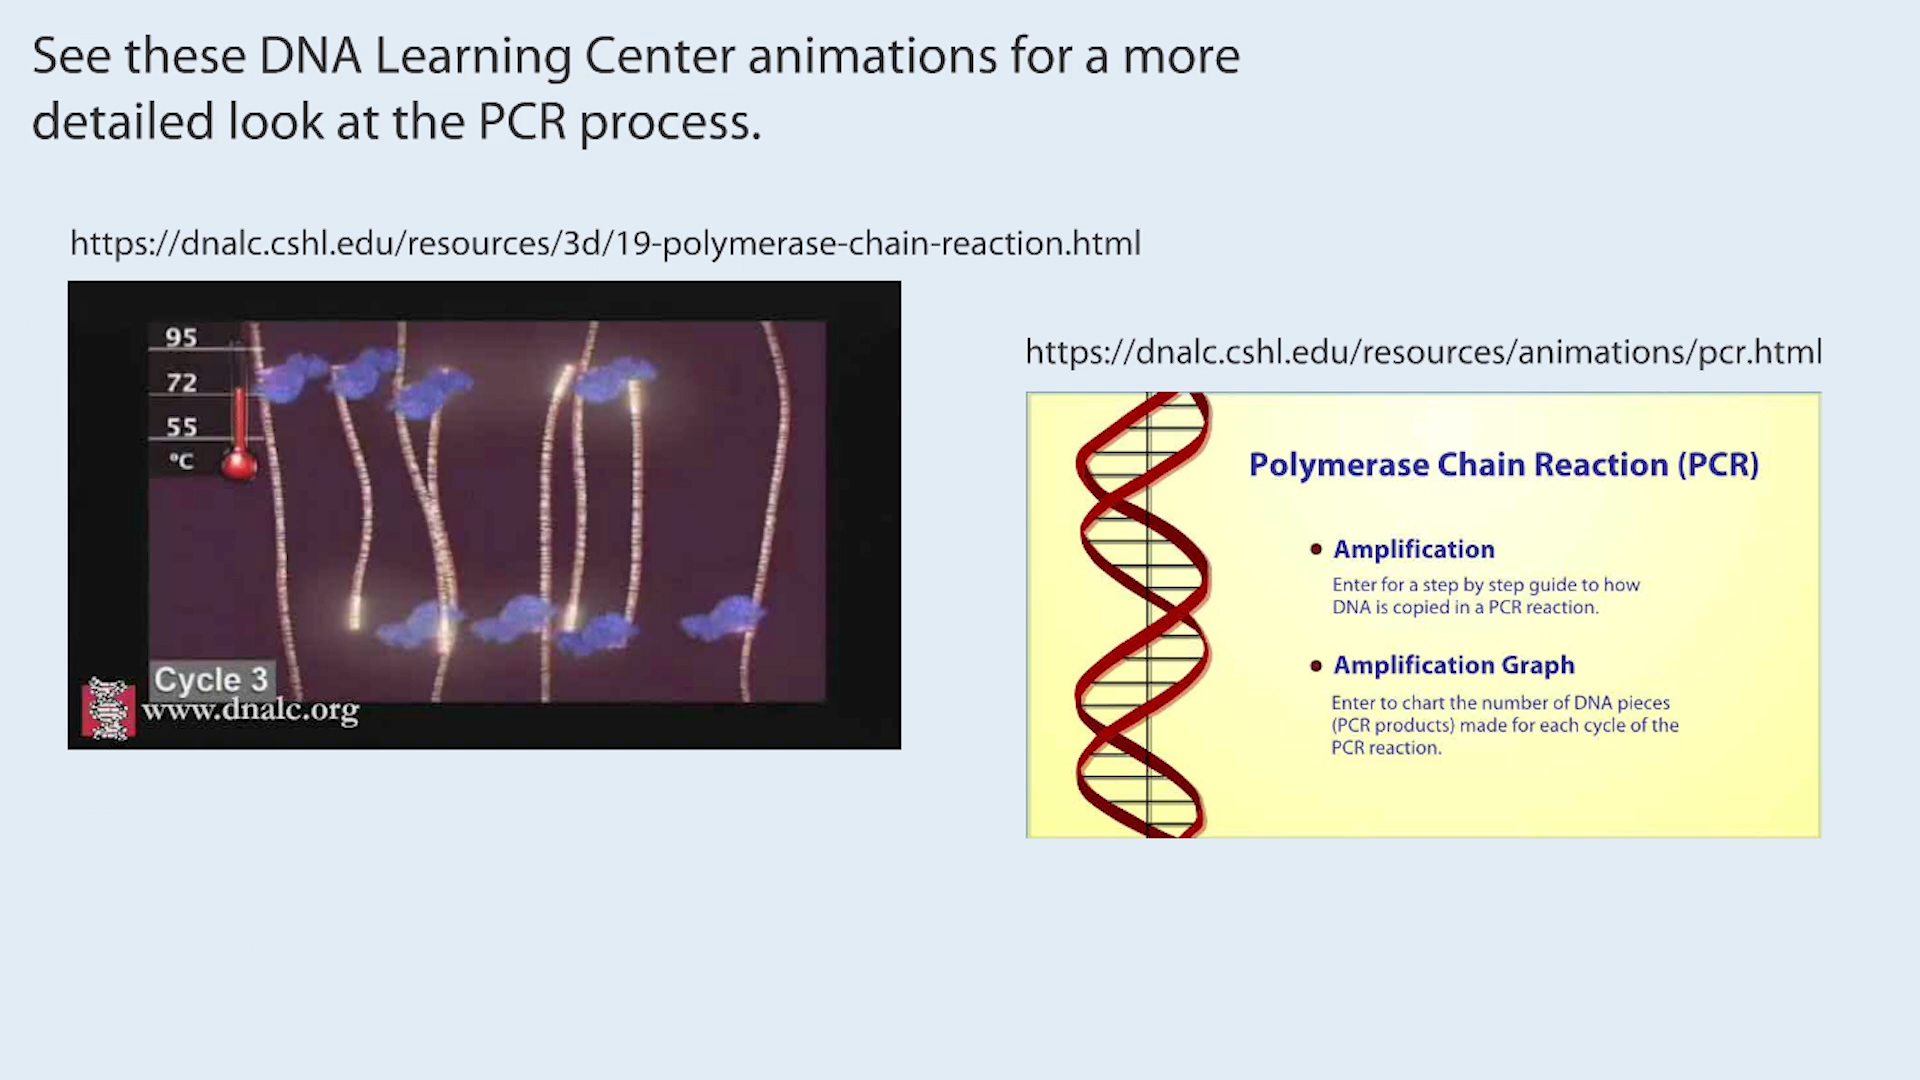 See these DNA Learning Center animations for a more
detailed look at the PCR process.
https://dnalc.cshl.edu/resources/3d/19-polymerase-chain-reaction.html
95
72
55
°C
Cycle 3
www.dnalc.org
https://dnalc.cshl.edu/resources/animations/pcr.html
Polymerase Chain Reaction (PCR)
• Amplification
Enter for a step by step guide to how
DNA is copied in a PCR reaction.
• Amplification Graph
Enter to chart the number of DNA pieces
(PCR products) made for each cycle of the
PCR reaction.